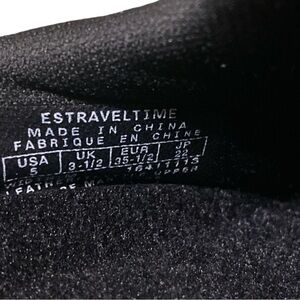 ESTRAVELTIME
MADE IN CHINA
FABRIQUE EN CHINE
USA UK EUR JP
5 3-1/2 35-1/2 22
UPPER